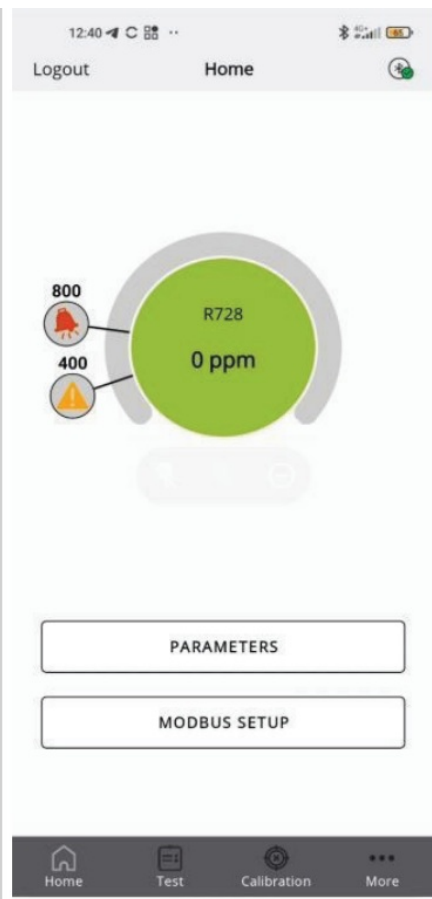 12:40
Logout Home
800
R728
400
0 ppm
PARAMETERS
MODBUS SETUP
Home Test Calibration More